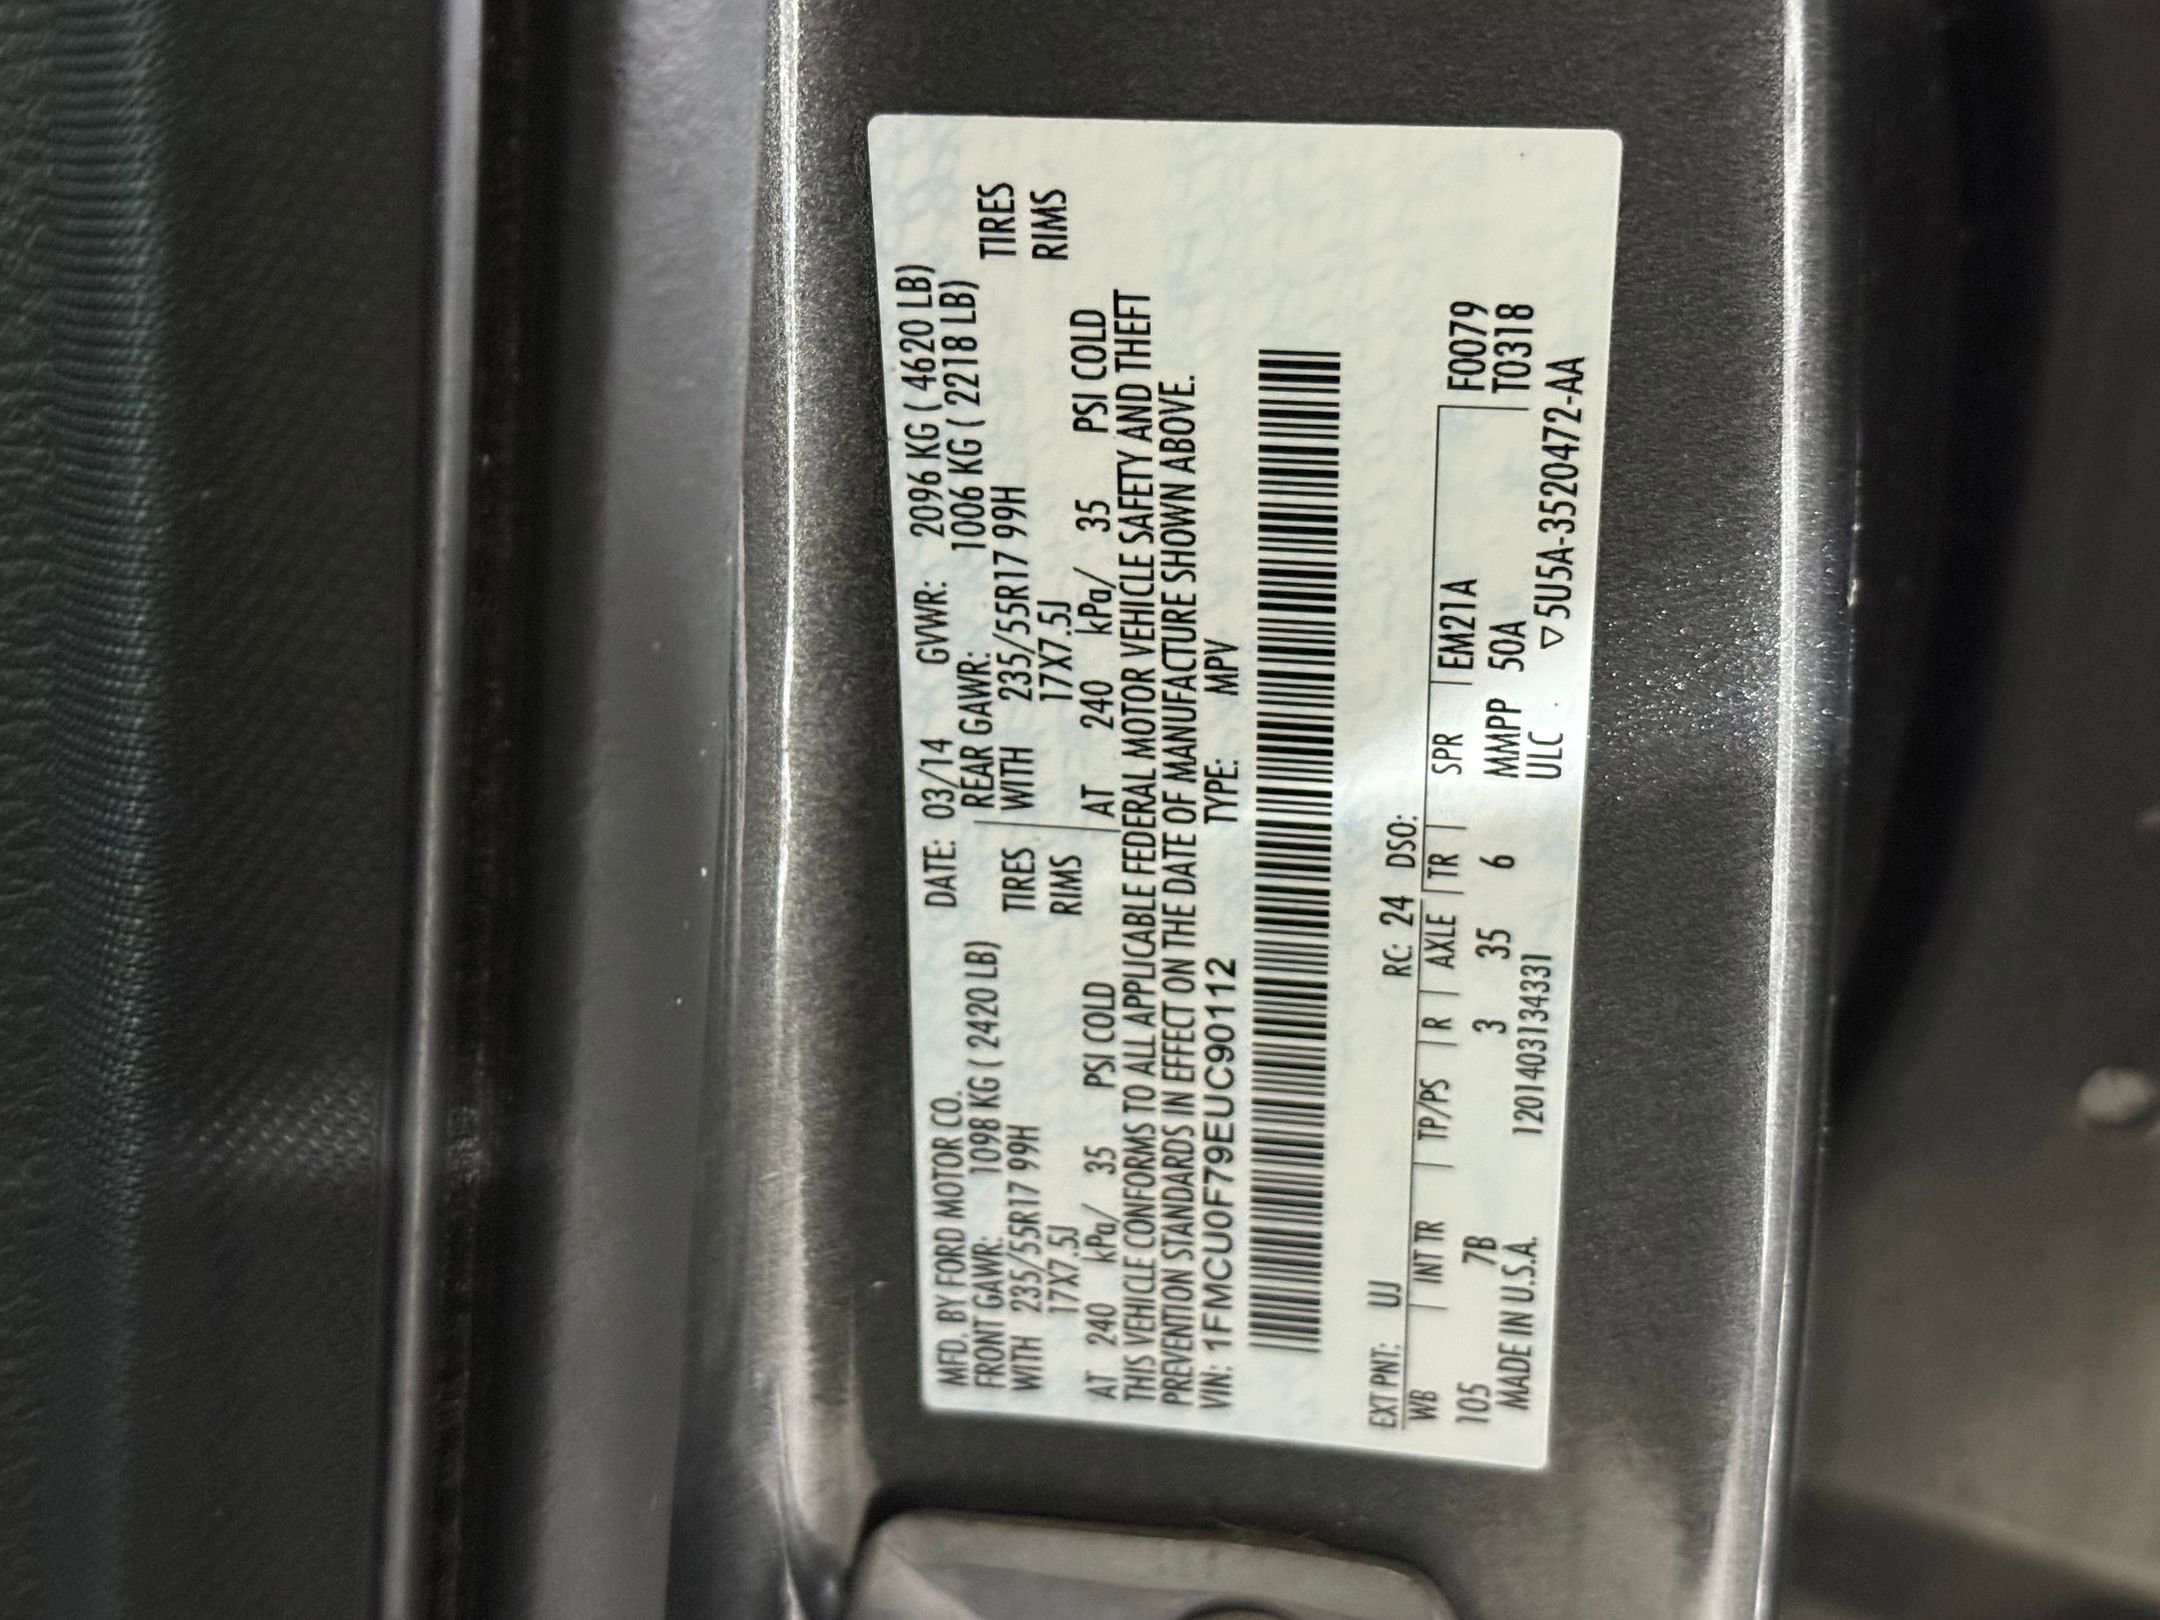 MFD. BY FORD MOTOR CO. DATE: 03/14 GVWR: 2096 KG ( 4620 LB)
FRONT GAWR: 1098 KG ( 2420 LB) REAR GAWR: 1006 KG ( 2218 LB)
WITH 235/55R17 99H TIRES WITH 235/55R17 99H TIRES
17X7.5J RIMS 17X7.5J RIMS
AT 240 kPa/ 35 PSI COLD AT 240 kPa/ 35 PSI COLD
THIS VEHICLE CONFORMS TO ALL APPLICABLE FEDERAL MOTOR VEHICLE SAFETY AND THEFT
PREVENTION STANDARDS IN EFFECT ON THE DATE OF MANUFACTURE SHOWN ABOVE.
VIN: 1FMCU0F79EUC90112 TYPE: MPV
EXT PNT: UJ RC: 24 DSO:
WB INT TR TP/PS R AXLE TR SPR EM21A F0079
105 7B 3 35 6 MMPP 50A T0318
MADE IN U.S.A. 1201403134331 ULC ▽5U5A-3520472-AA